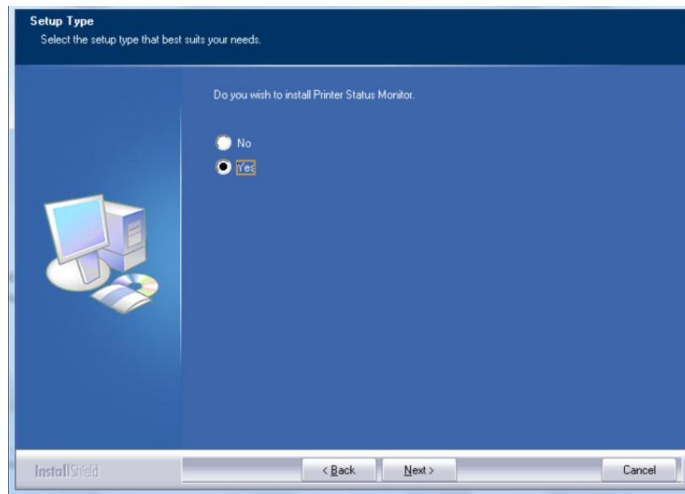 Setup Type
Select the setup type that best suits your needs.
Do you wish to install Printer Status Monitor.
No
Yes
InstallShield
< Back
Next >
Cancel